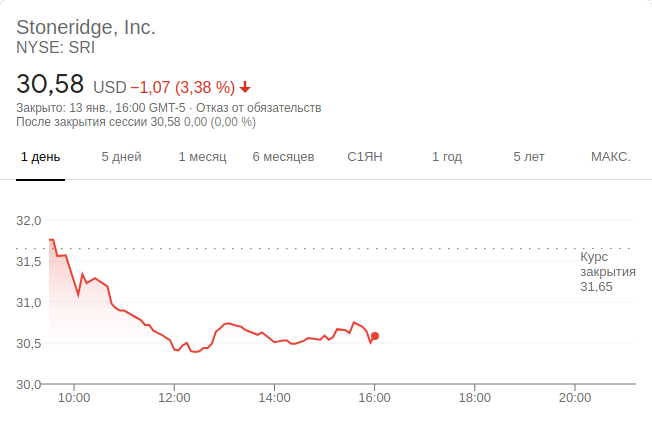 Stoneridge, Inc.
NYSE: SRI
30,58 USD −1,07 (3,38 %)
Закрыто: 13 янв., 16:00 GMT-5 · Отказ от обязательств
После закрытия сессии 30,58 0,00 (0,00 %)
1 день 5 дней 1 месяц 6 месяцев С1ЯН 1 год 5 лет МАКС.
32,0
31,5
31,0
30,5
30,0
Курс
закрытия
31,65
10:00 12:00 14:00 16:00 18:00 20:00